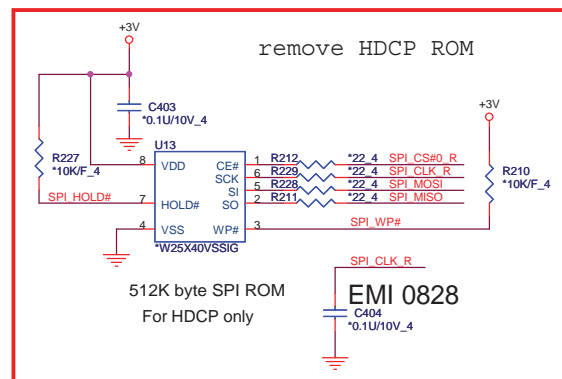 +3V
remove HDCP ROM
C403
*0.1U/10V_4
+3V
U13
R227
*10K/F_4
8 VDD CE# 1 R212 *22_4 SPI_CS#0_R
SCK 6 R229 *22_4 SPI_CLK_R
SI 5 R228 *22_4 SPI_MOSI
SPI_HOLD# 7 HOLD# SO 2 R211 *22_4 SPI_MISO
R210
*10K/F_4
4 VSS WP# 3 SPI_WP#
*W25X40VSSIG
SPI_CLK_R
512K byte SPI ROM
For HDCP only
EMI 0828
C404
*0.1U/10V_4